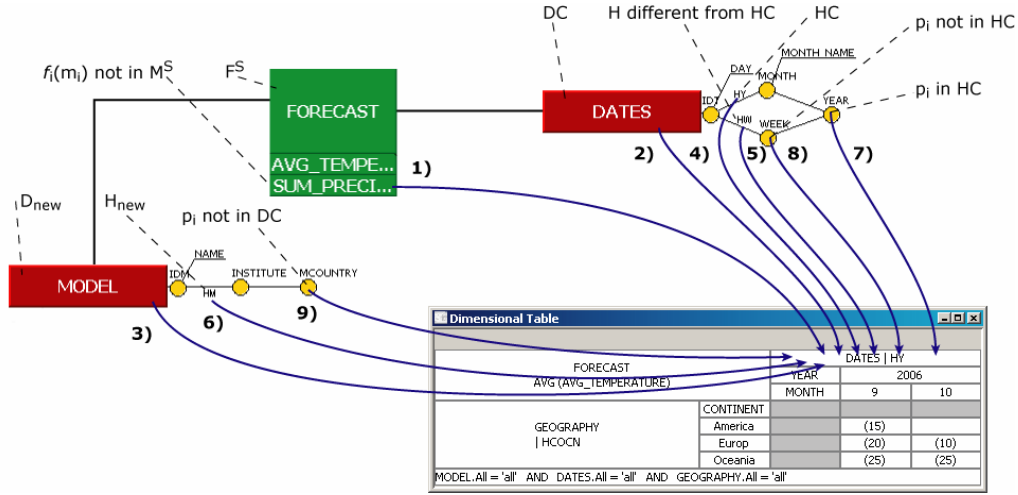 DC
H different from HC
HC
pi not in HC
fi(mi) not in MS
FS
MONTH NAME
DAY
MONTH
pi in HC
FORECAST
DATES
IDT
HY
YEAR
HW
WEEK
AVG_TEMPE...
1)
2)
4)
5)
8)
7)
SUM_PRECI...
Dnew
Hnew
pi not in DC
NAME
MODEL
IDM
INSTITUTE
MCOUNTRY
HM
3)
6)
9)
Dimensional Table
FORECAST
AVG (AVG_TEMPERATURE)
DATES | HY
YEAR
2006
MONTH
9
10
GEOGRAPHY
| HCOCN
CONTINENT
America
(15)
Europ
(20)
(10)
Oceania
(25)
(25)
MODEL.All = 'all' AND DATES.All = 'all' AND GEOGRAPHY.All = 'all'